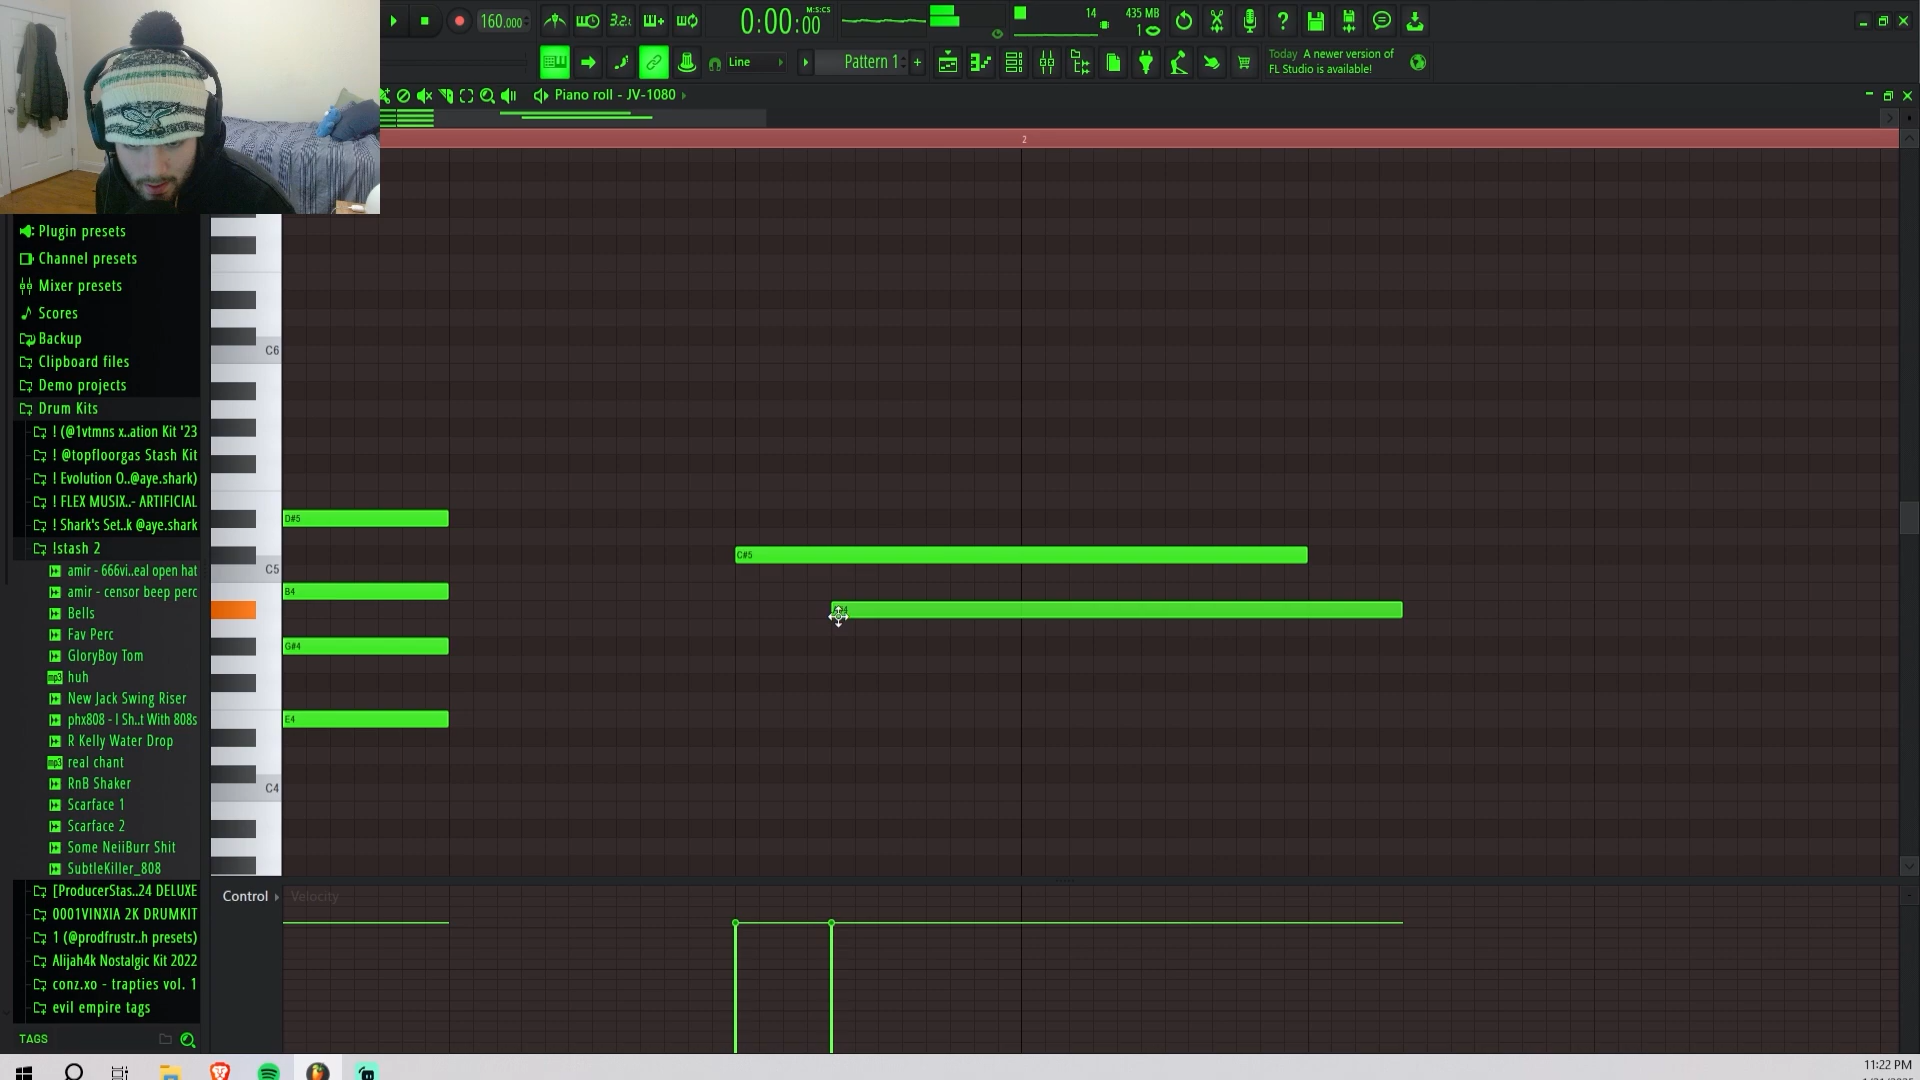 160.000
3.2.
0:00:00
M:S:CS
14
435 MB
1
Line
Pattern 1
+
Today A newer version of
FL Studio is available!
Piano roll - JV-1080
2
Plugin presets
Channel presets
Mixer presets
Scores
Backup
Clipboard files
Demo projects
Drum Kits
! (@1vtmns x..ation Kit '23
! @topfloorgas Stash Kit
! Evolution O..@aye.shark)
! FLEX MUSIX..- ARTIFICIAL
! Shark's Set..k @aye.shark
!stash 2
amir - 666vi..eal open hat
amir - censor beep perc
Bells
Fav Perc
GloryBoy Tom
mp3 huh
New Jack Swing Riser
phx808 - I Sh..t With 808s
R Kelly Water Drop
mp3 real chant
RnB Shaker
Scarface 1
Scarface 2
Some NeiiBurr Shit
SubtleKiller_808
[ProducerStas..24 DELUXE
0001VINXIA 2K DRUMKIT
1 (@prodfrustr..h presets)
Alijah4k Nostalgic Kit 2022
conz.xo - trapties vol. 1
evil empire tags
TAGS
C6
C5
C4
D#5
B4
G#4
E4
C#5
Control
Velocity
11:22 PM